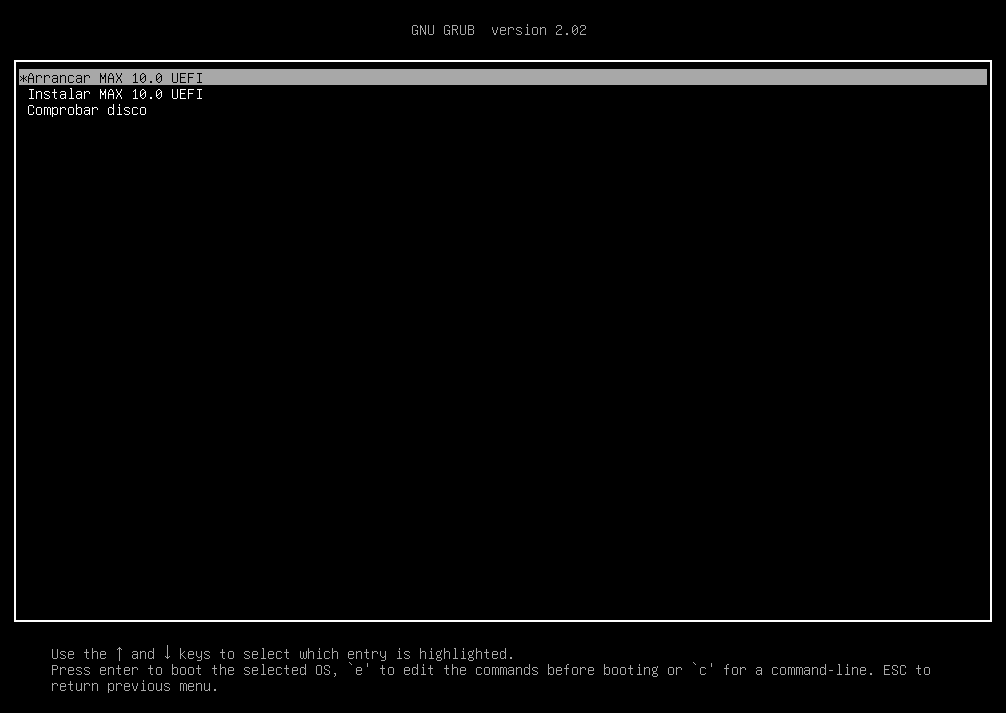 GNU GRUB  version 2.02
*Arrancar MAX 10.0 UEFI
Instalar MAX 10.0 UEFI
Comprobar disco
Use the ↑ and ↓ keys to select which entry is highlighted.
Press enter to boot the selected OS, `e' to edit the commands before booting or `c' for a command-line. ESC to
return previous menu.